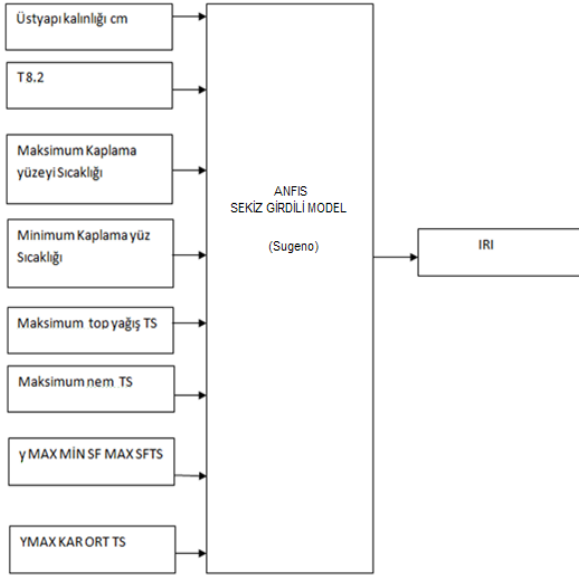 Üstyapı kalınlığı cm
T8.2
Maksimum Kaplama
yüzeyi Sıcaklığı
Minimum Kaplama yüz
Sıcaklığı
Maksimum top yağış TS
Maksimum nem TS
y MAX MİN SF MAX SFTS
YMAX KAR ORT TS
ANFIS
SEKİZ GİRDİLİ MODEL
(Sugeno)
IRI